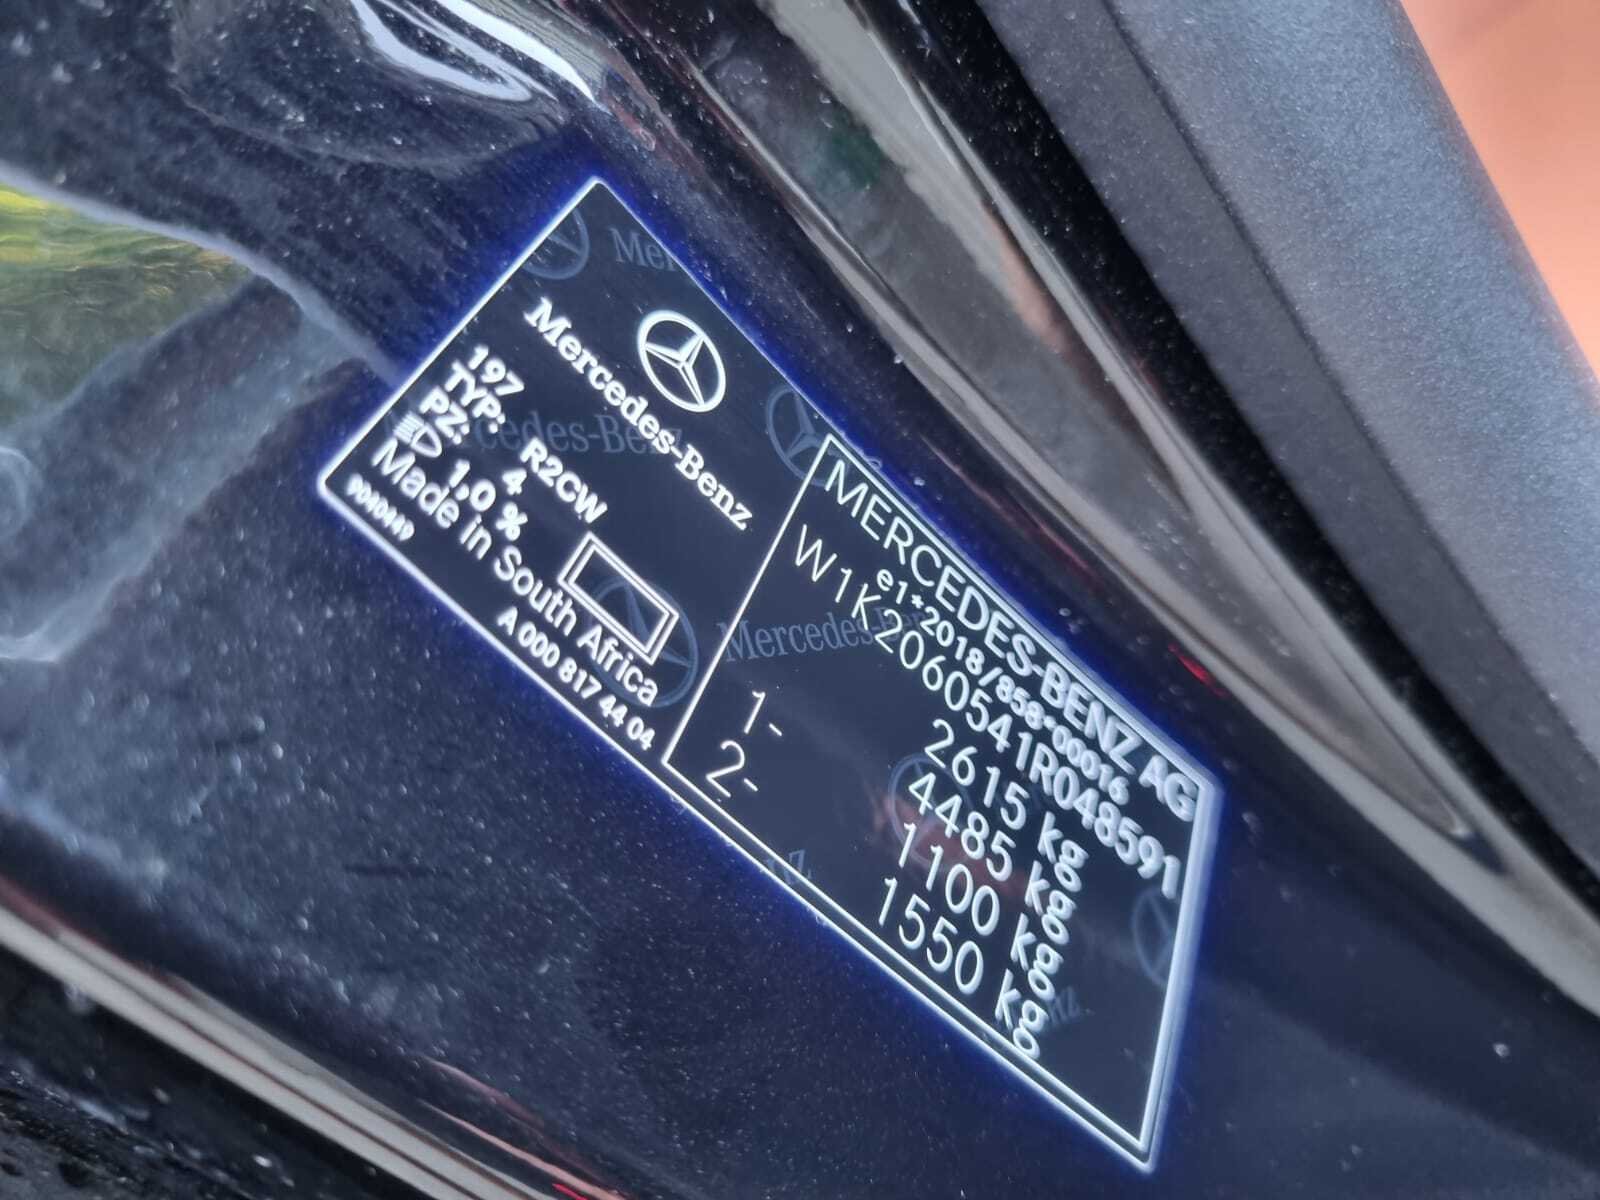 Mercedes-Benz
197
TYP: R2CW
PZ: 4
1,0 %
Made in South Africa
A 000 817 44 04
MERCEDES-BENZ AG
e1*2018/858*00016
W1K2060541R048591
2615 kg
4485 kg
1- 1100 kg
2- 1550 kg